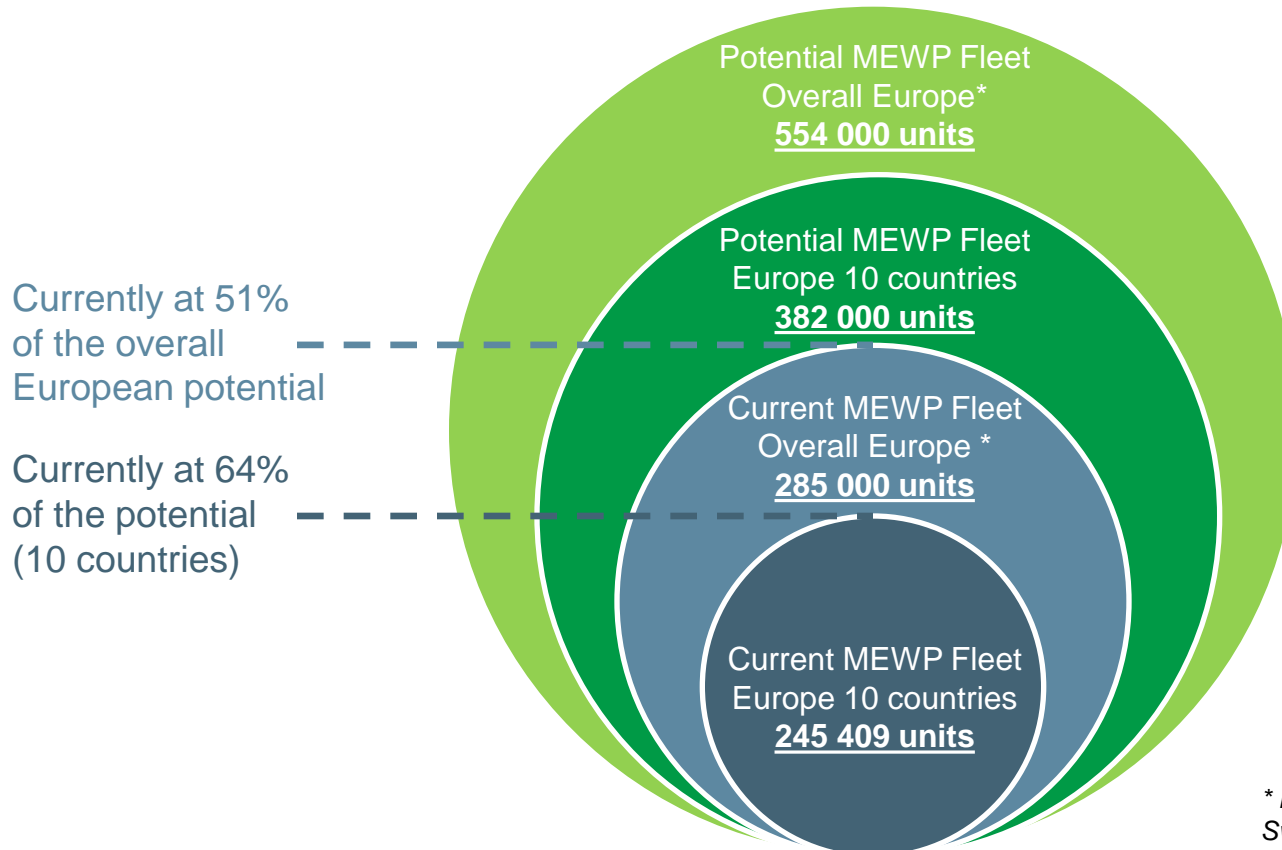 Potential MEWP Fleet
Overall Europe*
554 000 units
Potential MEWP Fleet
Europe 10 countries
382 000 units
Currently at 51%
of the overall
European potential
Current MEWP Fleet
Overall Europe *
285 000 units
Currently at 64%
of the potential
(10 countries)
Current MEWP Fleet
Europe 10 countries
245 409 units
*